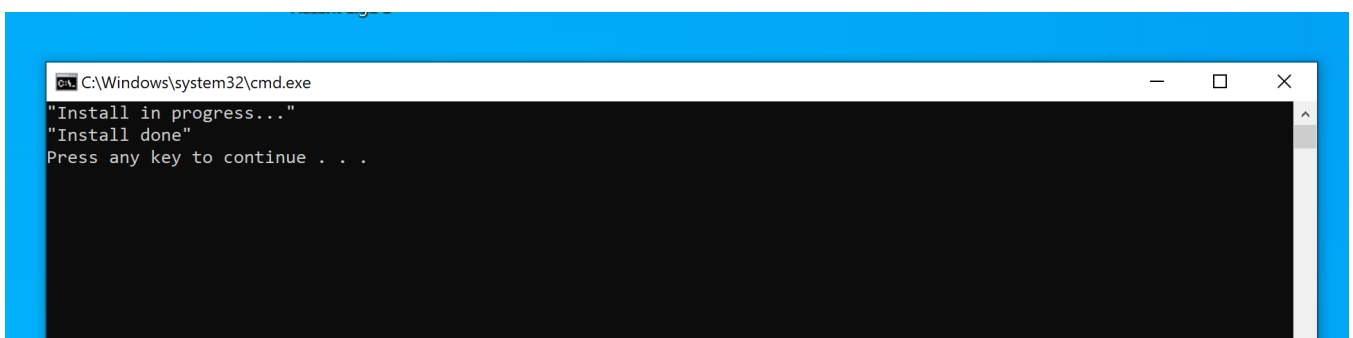 C:\Windows\system32\cmd.exe
"Install in progress..."
"Install done"
Press any key to continue . . .